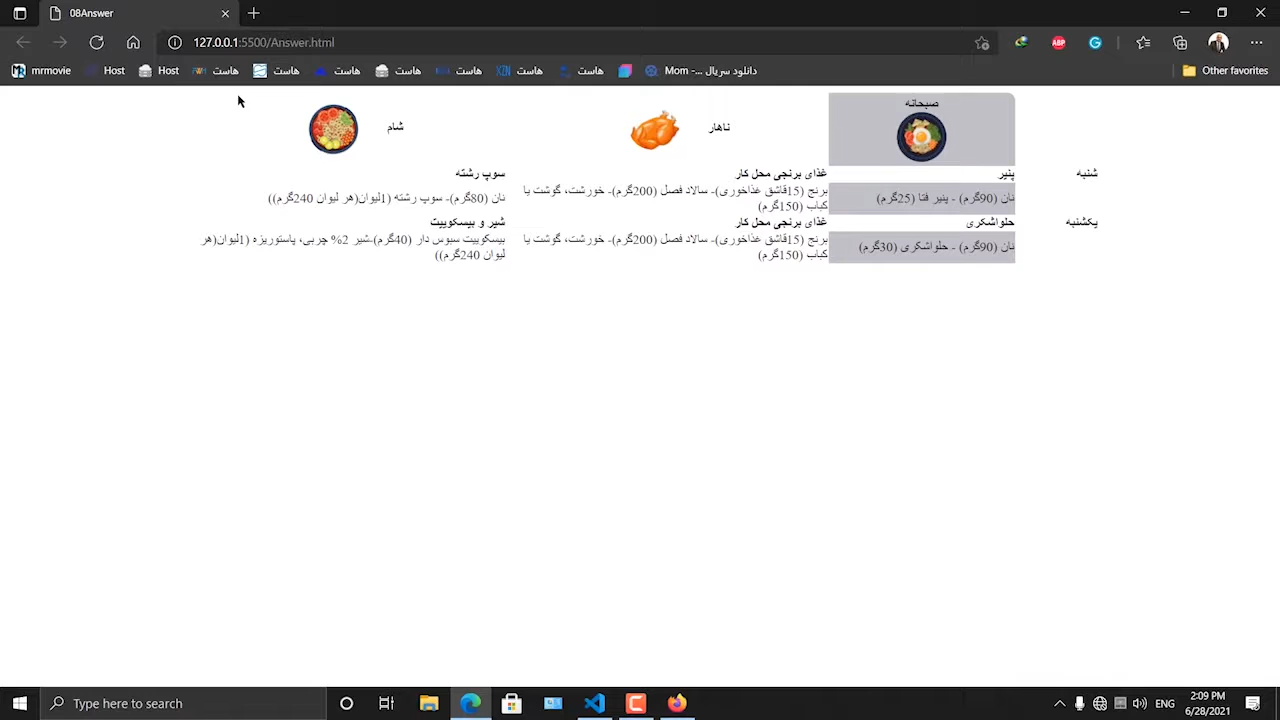 08Answer
127.0.0.1:5500/Answer.html
mrmovie
Host
Host
هاست
هاست
هاست
هاست
هاست
هاست
هاست
دانلود سریال ... - Mom
Other favorites
صبحانه
ناهار
شام
شنبه
پنیر
غذای برنجی محل کار
سوپ رشته
نان (90گرم) - پنیر فتا (25گرم)
برنج (15قاشق غذاخوری)- سالاد فصل (200گرم)- خورشت، گوشت یا
کباب (150گرم)
نان (80گرم)- سوپ رشته (1لیوان(هر لیوان 240گرم))
یکشنبه
حلواشکری
غذای برنجی محل کار
شیر و بیسکوییت
نان (90گرم) - حلواشکری (30گرم)
برنج (15قاشق غذاخوری)- سالاد فصل (200گرم)- خورشت، گوشت یا
کباب (150گرم)
بیسکوییت سبوس دار (40گرم)-شیر 2% چربی، پاستوریزه (1لیوان(هر
لیوان 240گرم))
Type here to search
ENG
2:09 PM
6/28/2021